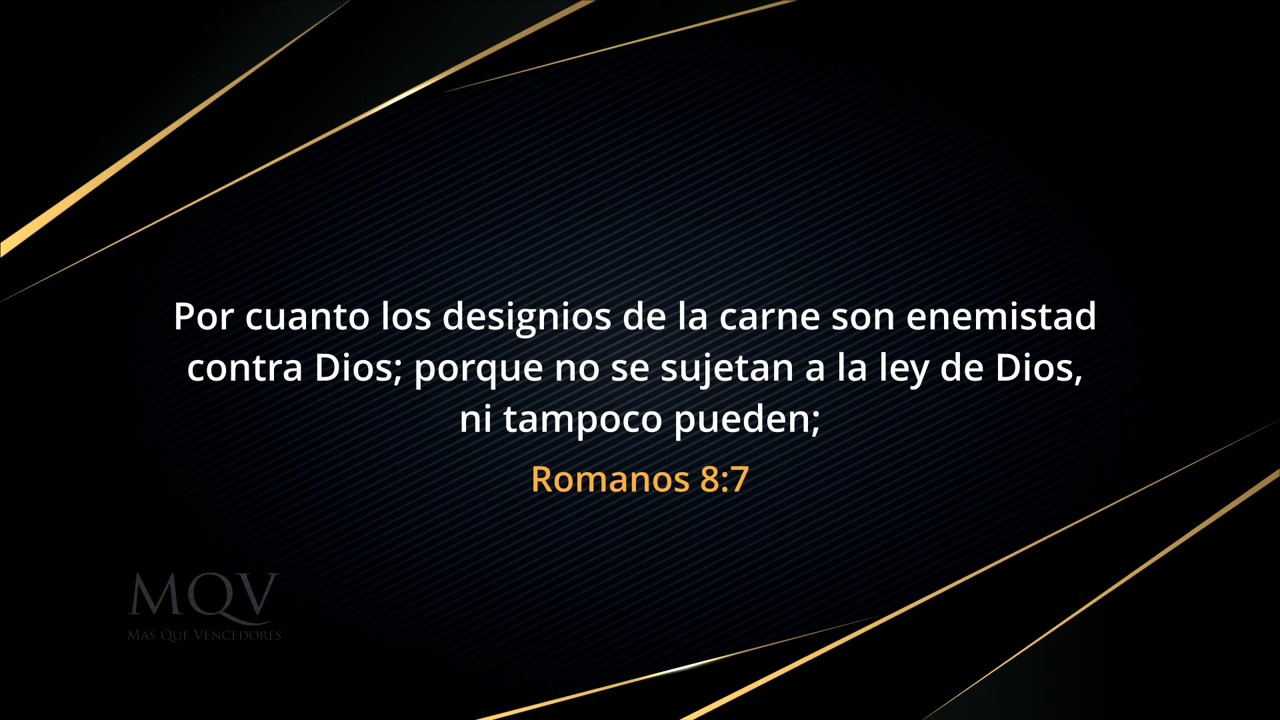 Por cuanto los designios de la carne son enemistad
contra Dios; porque no se sujetan a la ley de Dios,
ni tampoco pueden;
Romanos 8:7
MQV
Más Que Vencedores